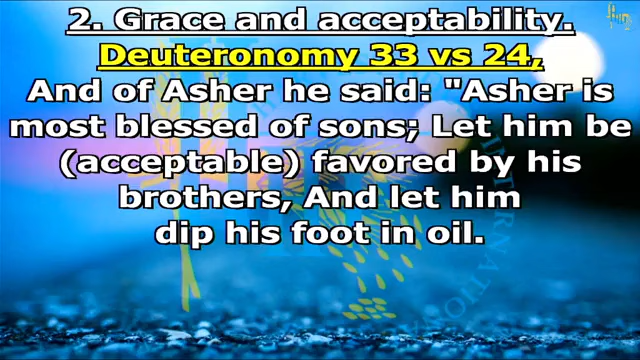 2. Grace and acceptability.
Deuteronomy 33 vs 24,
And of Asher he said: "Asher is
most blessed of sons; Let him be
(acceptable) favored by his
brothers, And let him
dip his foot in oil.